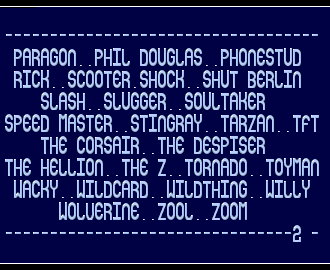 -----------------------------------
PARAGON..PHIL DOUGLAS..PHONESTUD
RICK..SCOOTER.SHOCK..SHUT BERLIN
SLASH..SLUGGER..SOULTAKER
SPEED MASTER..STINGRAY..TARZAN..TFT
THE CORSAIR..THE DESPISER
THE HELLION..THE Z..TORNADO..TOYMAN
WACKY..WILDCARD..WILDTHING..WILLY
WOLVERINE..ZOOL..ZOOM
--------------------------------2 -